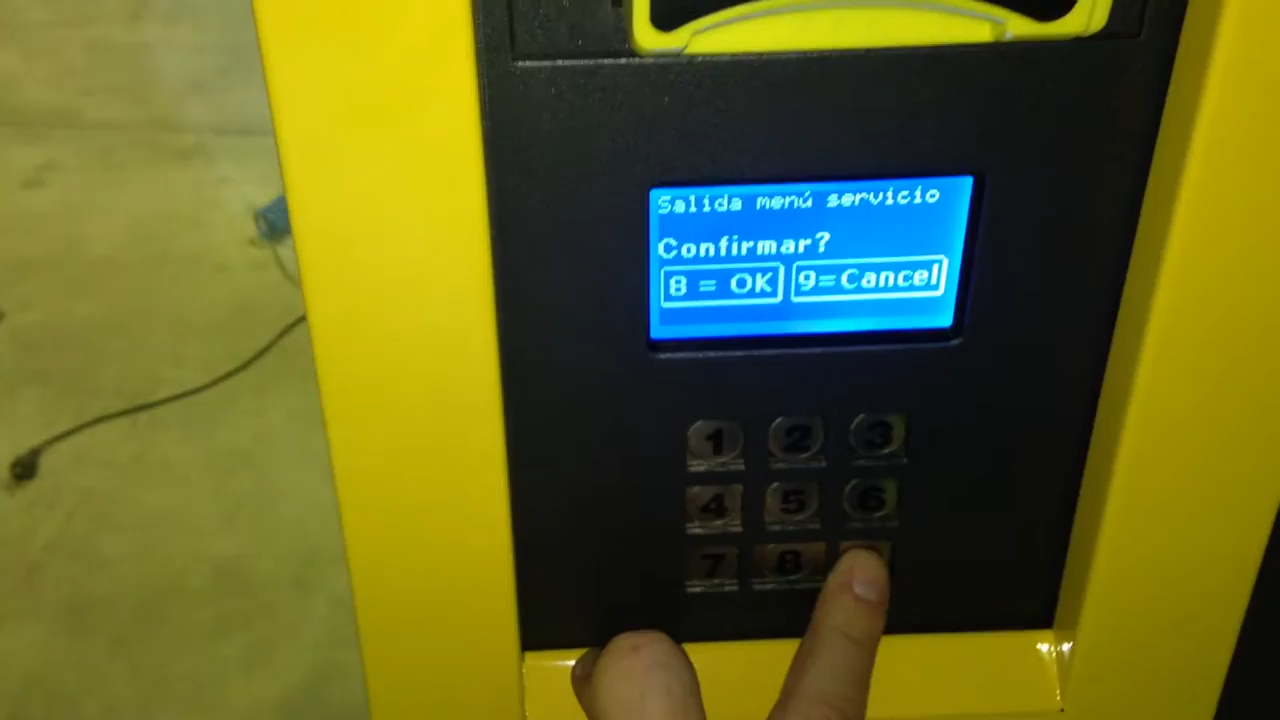 Salida menú servicio
Confirmar?
8 = OK 9=Cancel
1 2 3
4 5 6
7 8